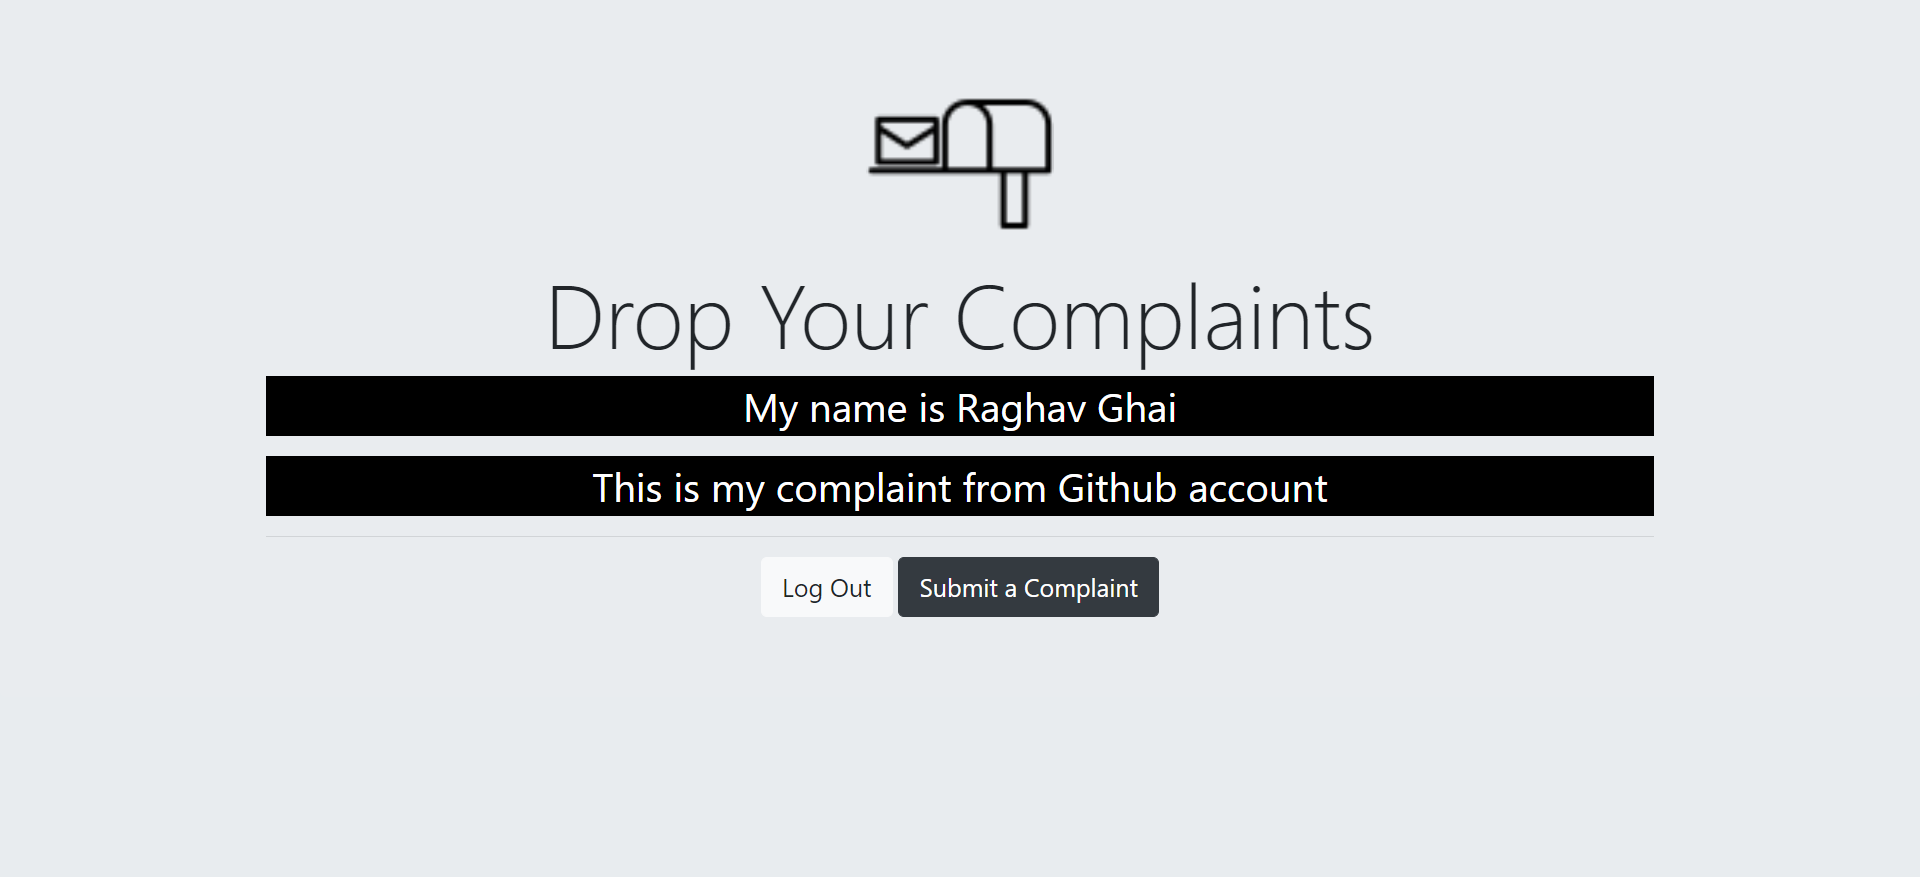 Drop Your Complaints
My name is Raghav Ghai
This is my complaint from Github account
Log Out
Submit a Complaint